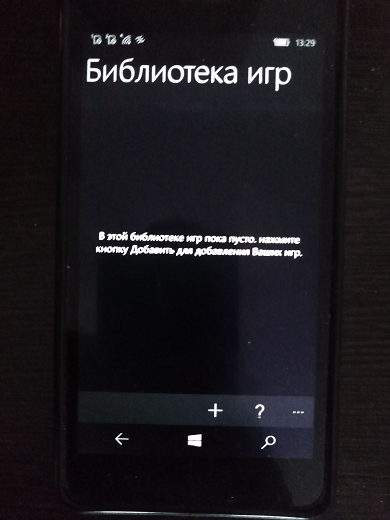 13:29
Библиотека игр
В этой библиотеке игр пока пусто, нажмите
кнопку Добавить для добавления Ваших игр.
+ ? ...